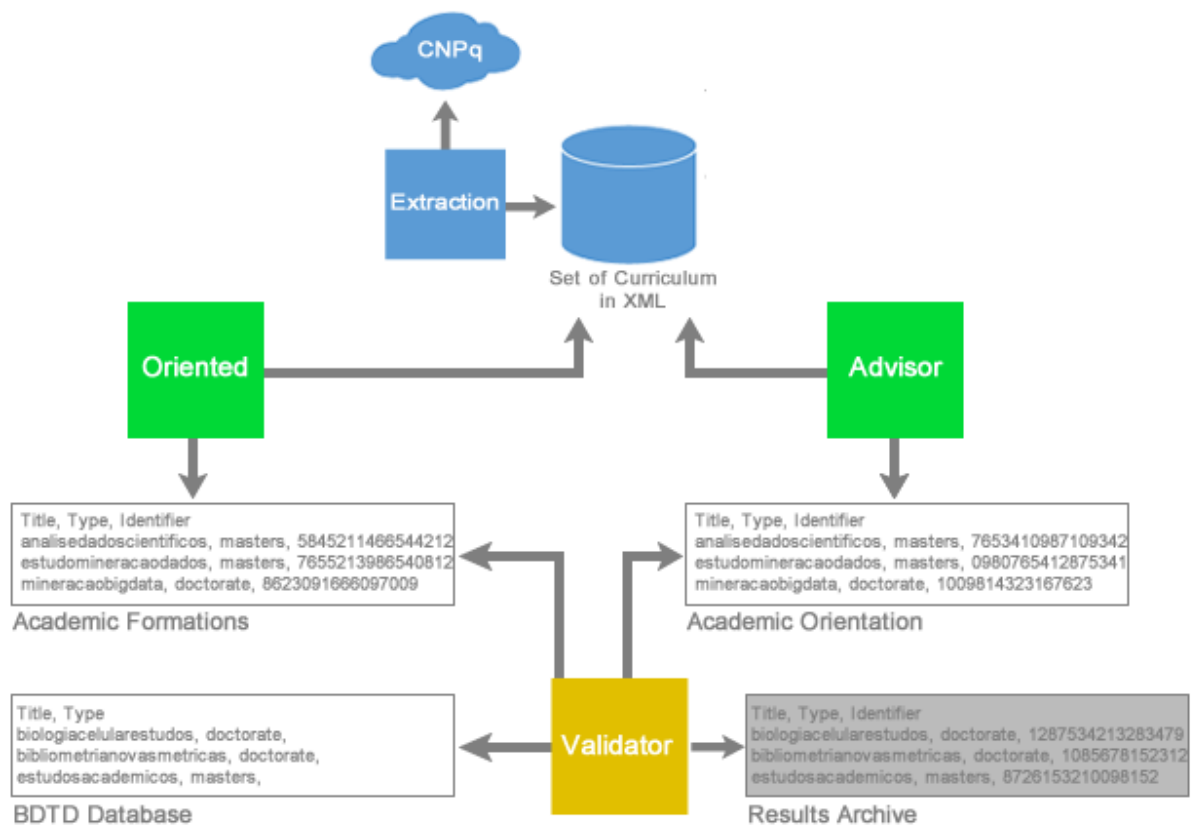 CNPq
Extraction
Set of Curriculum
in XML
Oriented
Advisor
Title, Type, Identifier
analisedadoscientificos, masters, 5845211466544212
estudomineracaodados, masters, 7655213986540812
mineracaobigdata, doctorate, 8623091666097009
Academic Formations
Title, Type, Identifier
analisedadoscientificos, masters, 7653410987109342
estudomineracaodados, masters, 0980765412875341
mineracaobigdata, doctorate, 1009814323167623
Academic Orientation
Title, Type
biologiacelularestudos, doctorate,
bibliometrianovasmetricas, doctorate,
estudosacademicos, masters,
BDTD Database
Validator
Title, Type, Identifier
biologiacelularestudos, doctorate, 1287534213283479
bibliometrianovasmetricas, doctorate, 1085678152312
estudosacademicos, masters, 8726153210098152
Results Archive